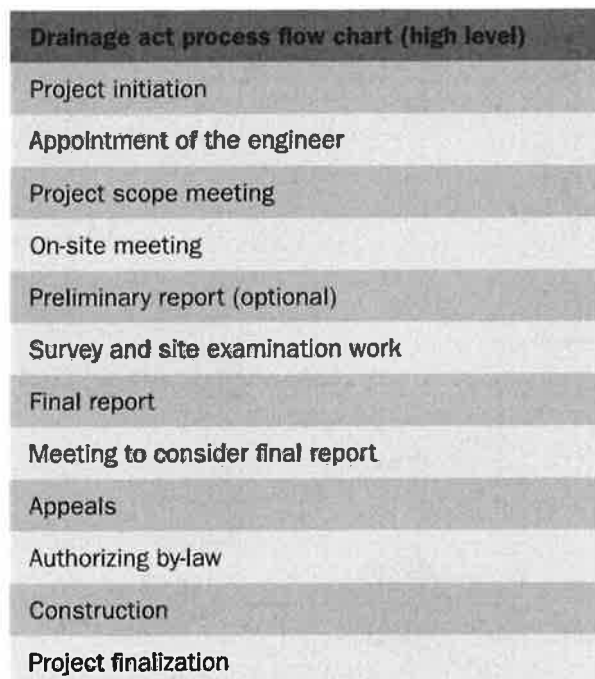 Drainage act process flow chart (high level)
Project initiation
Appointment of the engineer
Project scope meeting
On-site meeting
Preliminary report (optional)
Survey and site examination work
Final report
Meeting to consider final report
Appeals
Authorizing by-law
Construction
Project finalization